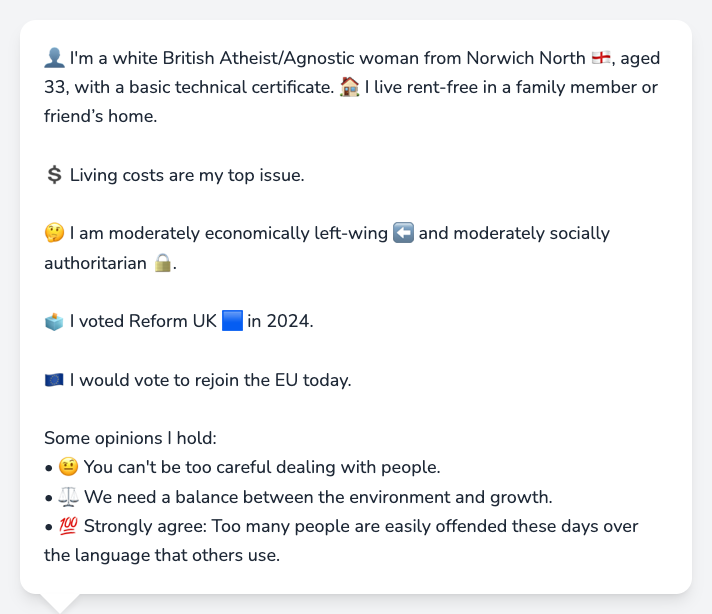 👤 I'm a white British Atheist/Agnostic woman from Norwich North 🏴󠁧󠁢󠁥󠁮󠁧󠁿, aged
33, with a basic technical certificate. 🏠 I live rent-free in a family member or
friend’s home.
💲 Living costs are my top issue.
🤔 I am moderately economically left-wing ⬅️ and moderately socially
authoritarian 🔒.
🗳️ I voted Reform UK 🟦 in 2024.
🇪🇺 I would vote to rejoin the EU today.
Some opinions I hold:
• 🤨 You can't be too careful dealing with people.
• ⚖️ We need a balance between the environment and growth.
• 💯 Strongly agree: Too many people are easily offended these days over
the language that others use.